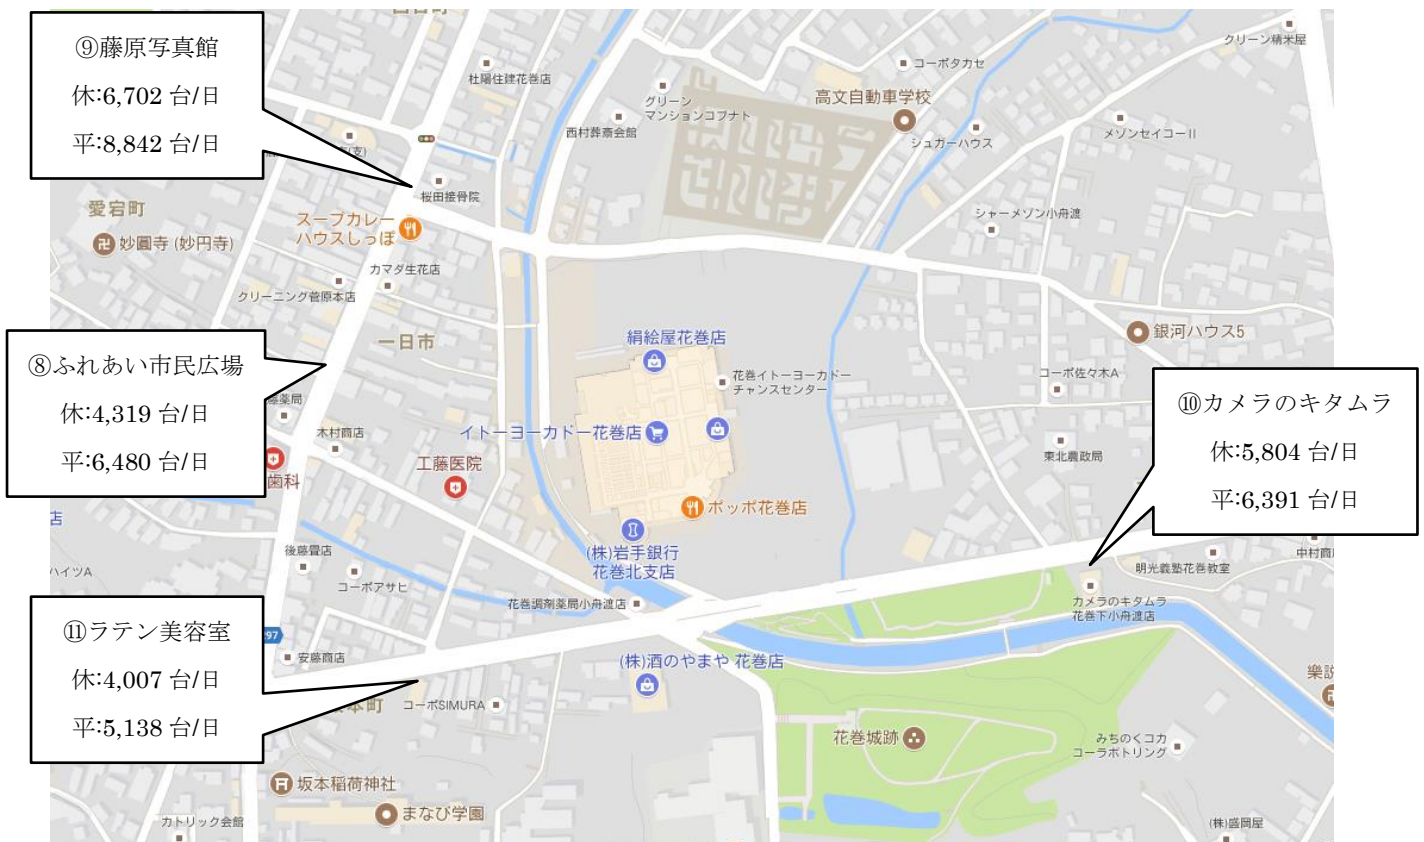 ⑨藤原写真館
休:6,702 台/日
平:8,842 台/日
杜陽住建花巻店
グリーン
マンションコブナト
西村葬斎会館
コーポタカセ
高文自動車学校
シュガーハウス
クリーン精米屋
メゾンセイコーII
桜田接骨院
愛宕町
卍 妙圓寺 (妙円寺)
スープカレー
ハウスしっぽ
カマダ生花店
クリーニング菅原本店
シャーメゾン小舟渡
銀河ハウス5
一日市
⑧ふれあい市民広場
休:4,319 台/日
平:6,480 台/日
絹絵屋花巻店
花巻イトーヨーカドー
チャンスセンター
コーポ佐々木A
イトーヨーカドー花巻店
木村商店
工藤医院
歯科
東北農政局
⑩カメラのキタムラ
休:5,804 台/日
平:6,391 台/日
ポッポ花巻店
店
(株)岩手銀行
花巻北支店
後藤畳店
コーポアサヒ
ハイツA
花巻調剤薬局小舟渡店
明光義塾花巻教室
カメラのキタムラ
花巻下小舟渡店
⑪ラテン美容室
休:4,007 台/日
平:5,138 台/日
97
安藤商店
(株)酒のやまや 花巻店
本町
コーポSIMURA
花巻城跡
みちのくコカ
コーラボトリング
坂本稲荷神社
まなび学園
カトリック会館
(株)盛岡屋